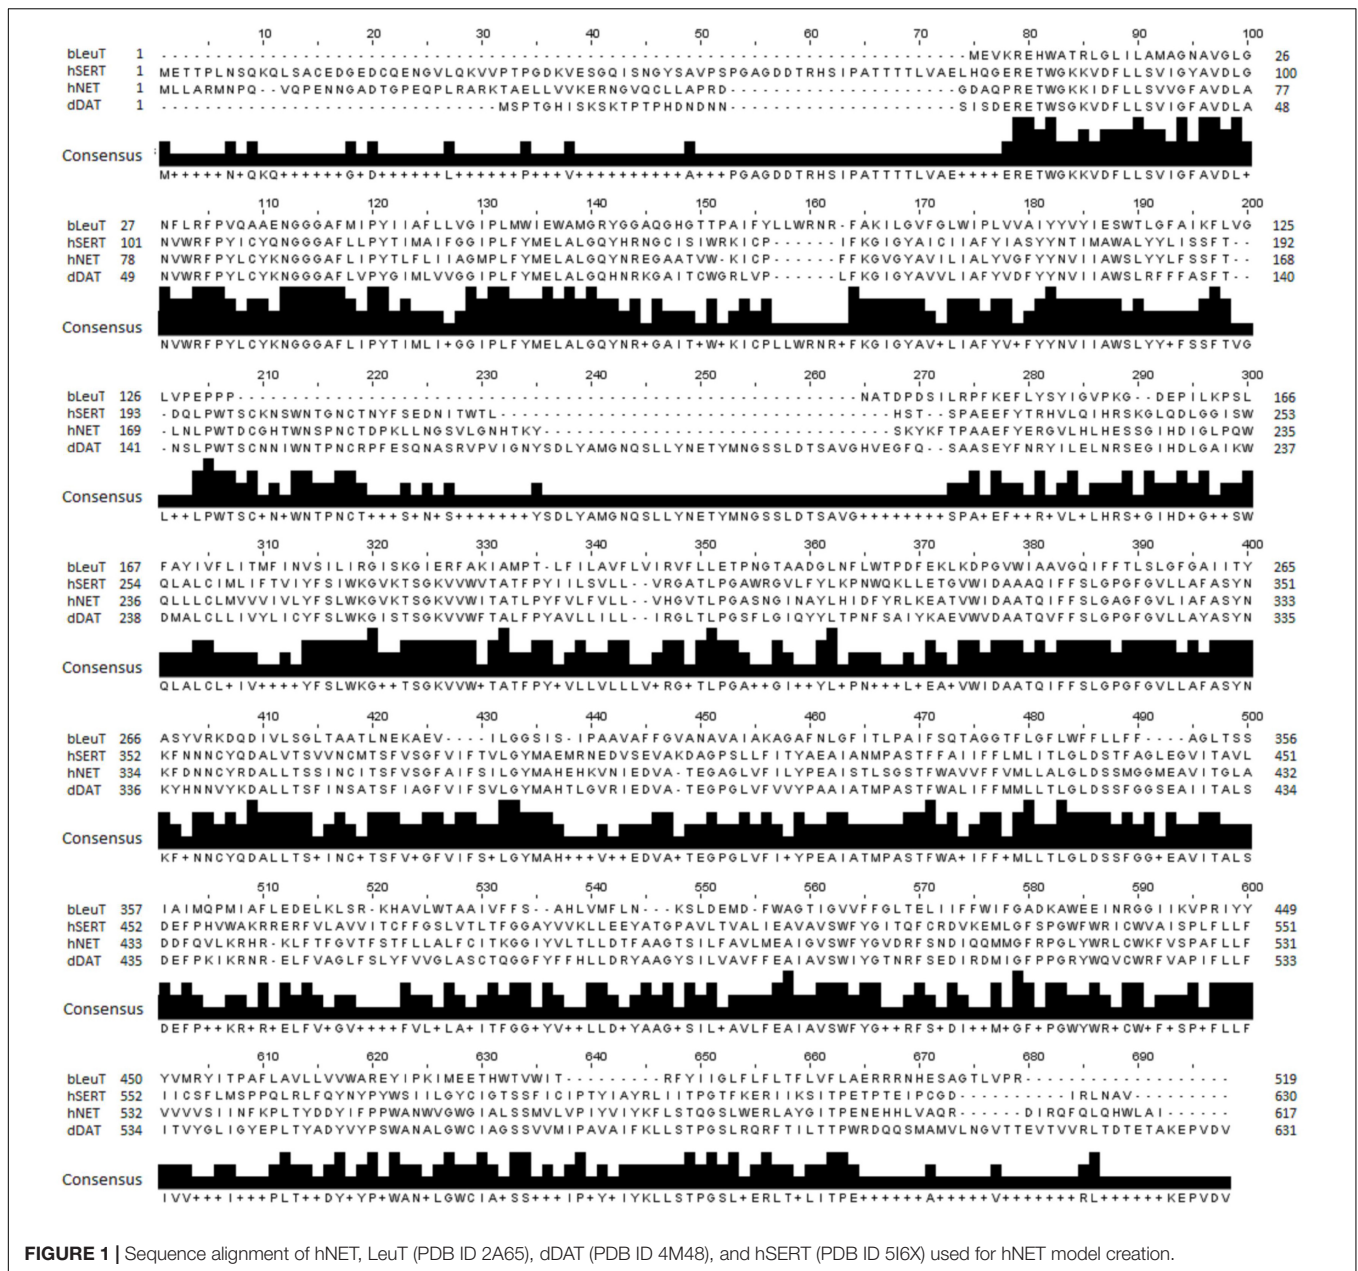 10 20 30 40 50 60 70 80 90 100
bLeuT 1 --------------------------------------------------------------------------MEVKREHWATRLGLILAMAGNAVGLG 26
hSERT 1 METTPLNSQKQLSACEDGEDCQENGVLQKVVPTPGDKVESGQISNGYSAVPSPGAGDDTRHSIPATTTTLVAELHQGERETWGKKVDFLLSVIGYAVDLG 100
hNET 1 MLLARMNPQ--VQPENNGADTGPEQPLRARKTAELLVVKERNGVQCLLAPRD---------------------GDAQPRETWGKKIDFLLSVVGFAVDLA 77
dDAT 1 -------------------------------MSPTGHISKSKTPTPHDNDNN---------------------SISDERETWSGKVDFLLSVIGFAVDLA 48
Consensus
M+++++N+QKQ++++++G+D++++++L++++++P+++V++++++++++A+++PGAGDDTRHSIPATTTTLVAE++++ERETWGKKVDFLLSVIGFAVDL+
110 120 130 140 150 160 170 180 190 200
bLeuT 27 NFLRFPVQAAENGGGAFMIPYIIAFLLVGIPLMWIEWAMGRYGGAQGHGTTPAIFYLLWRNRFAKILGVFGLWIPLVVAIYYVYIESWTLGFAIKFLVG 125
hSERT 101 NVWRFPYICYQNGGGAFLLPYTIMAIFGGIPLFYMELALGQYHRNGCISIWRKICP------IFKGIGYAICIIAFYIASYYNTIMAWALYYLISSFT-- 192
hNET 78 NVWRFPYLCYKNGGGAFLIPYTLFLIIAGMPLFYMELALGQYNREGAATVW-KICP------FFKGVGYAVILIALYVGFYYNVIIAWSLYYLFSSFT-- 168
dDAT 49 NVWRFPYLCYKNGGGAFLVPYGIMLVVGGIPLFYMELALGQHNRKGAITCWGRLVP------LFKGIGYAVVLIAFYVDFYYNVIIAWSLRFFFASFT-- 140
Consensus
NVWRFPYLCYKNGGGAFLIPYTIMLI+GGIPLFYMELALGQYNR+GAIT+W+KICPLLWRNR+FKGIGYAV+LIAFYV+FYYNVIIAWSLYY+FSSFTVG
210 220 230 240 250 260 270 280 290 300
bLeuT 126 LVPEPPP---------------------------------------------------------NATDPDSILRPFKEFLYSYIGVPKG--DEPILKPSL 166
hSERT 193 -DQLPWTSCKNSWNTGNCTNYFSEDNITWTL------------------------------------HST--SPAEEFYTRHVLQIHRSKGLQDLGGISW 253
hNET 169 -LNLPWTDCGHTWNSPNCTDPKLLNGSVLGNHTKY--------------------------------SKYKFTPAAEFYERGVLHLHESSGIHDIGLPQW 235
dDAT 141 -NSLPWTSCNNIWNTPNCRPFESQNASRVPVIGNYSDLYAMGNQSLLYNETYMNGSSLDTSAVGHVEGFQ--SAASEYFNRYILELNRSEGIHDLGAIKW 237
Consensus
L++LPWTSC+N+WNTPNCT+++S+N+S+++++++YSDLYAMGNQSLLYNETYMNGSSLDTSAVG++++++++SPA+EF++R+VL+LHRS+GIHD+G++SW
310 320 330 340 350 360 370 380 390 400
bLeuT 167 FAYIVFLITMFINVSILIRGISKGIERFAKIAMPT-LFILAVFLVIRVFLLETPNGTAADGLNFLWTPDFEKLKDPGVWIAAVGQIFFTLSLGFGAIITY 265
hSERT 254 QLALCIMLIFTVIYFSIWKGVKTSGKVVWVTATFPYIILSVLL--VRGATLPGAWRGVLFYLKPNWQKLLETGVWIDAAAQIFFSLGPGFGVLLAFASYN 351
hNET 236 QLLLCLMVVVIVLYFSLWKGVKTSGKVVWITATLPYFVLFVLL--VHGVTLPGASNGINAYLHIDFYRLKEATVWIDAATQIFFSLGAGFGVLIAFASYN 333
dDAT 238 DMALCLLIVYLICYFSLWKGISTSGKVVWFTALFPYAVLLILL--IRGLTLPGSFLGIQYYLTPNFSAIYKAEVWVDAATQVFFSLGPGFGVLLAYASYN 335
Consensus
QLALCL+IV++++YFSLWKG++TSGKVVW+TATFPY+VLLVLLLV+RG+TLPGA++GI++YL+PN+++L+EA+VWIDAATQIFFSLGPGFGVLLAFASYN
410 420 430 440 450 460 470 480 490 500
bLeuT 266 ASYVRKDQDIVLSGLTAATLNEKAEV----ILGGSIS-IPAAVAFFGVANAVAIAKAGAFNLGFITLPAIFSQTAGGTFLGFLWFFLLFF----AGLTSS 356
hSERT 352 KFNNNCYQDALVTSVVNCMTSFVSGFVIFTVLGYMAEMRNEDVSEVAKDAGPSLLFITYAEAIANMPASTFFAIIFFLMLITLGLDSTFAGLEGVITAVL 451
hNET 334 KFDNNCYRDALLTSSINCITSFVSGFAIFSILGYMAHEHKVNIEDVA-TEGAGLVFILYPEAISTLSGSTFWAVVFFVMLLALGLDSSMGGMEAVITGLA 432
dDAT 336 KYHNNVYKDALLTSFINSATSFIAGFVIFSVLGYMAHTLGVRIEDVA-TEGPGLVFVVYPAAIATMPASTFWALIFFMMLLTLGLDSSFGGSEAIITALS 434
Consensus
KF+NNCYQDALLTS+INC+TSFV+GFVIFS+LGYMAH+++V++EDVA+TEGPGLVFI+YPEAIATMPASTFWA+IFF+MLLTLGLDSSFGG+EAVITALS
510 520 530 540 550 560 570 580 590 600
bLeuT 357 IAIMQPMIAFLEDELKLSR-KHAVLWTAAIVFFS--AHLVMFLN---KSLDEMD-FWAGTIGVVFFGLTELIIFFWIFGADKAWEEINRGGIIKVPRIYY 449
hSERT 452 DEFPHVWAKRRERFVLAVVITCFFGSLVTLTFGGAYVVKLLEEYATGPAVLTVALIEAVAVSWFYGITQFCRDVKEMLGFSPGWFWRICWVAISPLFLLF 551
hNET 433 DDFQVLKRHR-KLFTFGVTFSTFLLALFCITKGGIYVLTLLDTFAAGTSILFAVLMEAIGVSWFYGVDRFSNDIQQMMGFRPGLYWRLCWKFVSPAFLLF 531
dDAT 435 DEFPKIKRNR-ELFVAGLFSLYFVVGLASCTQGGFYFFHLLDRYAAGYSILVAVFFEAIAVSWIYGTNRFSEDIRDMIGFPPGRYWQVCWRFVAPIFLLF 533
Consensus
DEFP++KR+R+ELFV+GV++++FVL+LA+ITFGG+YV++LLD+YAAG+SIL+AVLFEAIAVSWFYG++RFS+DI++M+GF+PGWYWR+CW+F+SP+FLLF
610 620 630 640 650 660 670 680 690
bLeuT 450 YVMRYITPAFLAVLLVVWAREYIPKIMEETHWTVWIT---------RFYIIGLFLFLTFLVFLAERRRNHESAGTLVPR------------------- 519
hSERT 552 IICSFLMSPPQLRLFQYNYPYWSIILGYCIGTSSFICIPTYIAYRLIITPGTFKERIIKSITPETPTEIPCGD----------IRLNAV--------- 630
hNET 532 VVVVSIINFKPLTYDDYIFPPWANWVGWGIALSSMVLVPIYVIYKFLSTQGSLWERLAYGITPENEHHLVAQR-------DIRQFQLQHWLAI----- 617
dDAT 534 ITVYGLIGYEPLTYADYVYPSWANALGWCIAGSSVVMIPAVAIFKLLSTPGSLRQRFTILTTPWRDQQSMAMVLNGVTTEVTVVRLTDTETAKEPVDV 631
Consensus
IVV+++I+++PLT++DY+YP+WAN+LGWCIA+SS+++IP+Y+IYKLLSTPGSL+ERLT+LITPE++++++A+++++V+++++++RL++++++KEPVDV
FIGURE 1 | Sequence alignment of hNET, LeuT (PDB ID 2A65), dDAT (PDB ID 4M48), and hSERT (PDB ID 5I6X) used for hNET model creation.